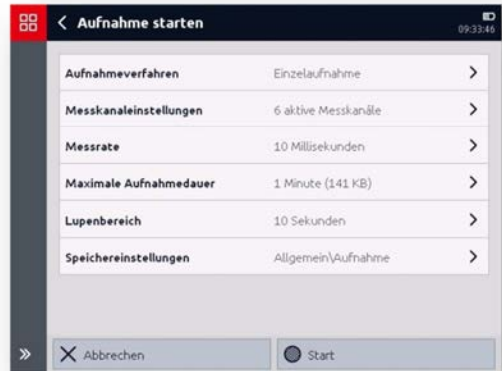 Aufnahme starten
09:33:46
Aufnahmeverfahren Einzelaufnahme
Messkanaleinstellungen 6 aktive Messkanäle
Messrate 10 Millisekunden
Maximale Aufnahmedauer 1 Minute (141 KB)
Lupenbereich 10 Sekunden
Speichereinstellungen Allgemein\Aufnahme
Abbrechen Start